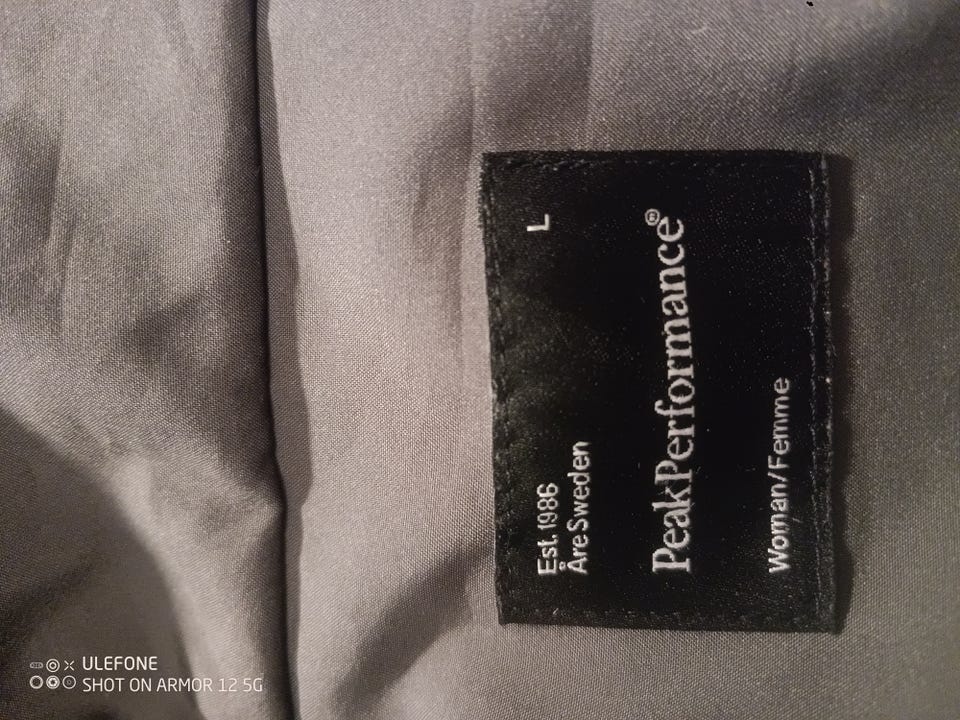 Est. 1986 L
Åre Sweden
PeakPerformance®
Woman/Femme
ULEFONE
SHOT ON ARMOR 12 5G